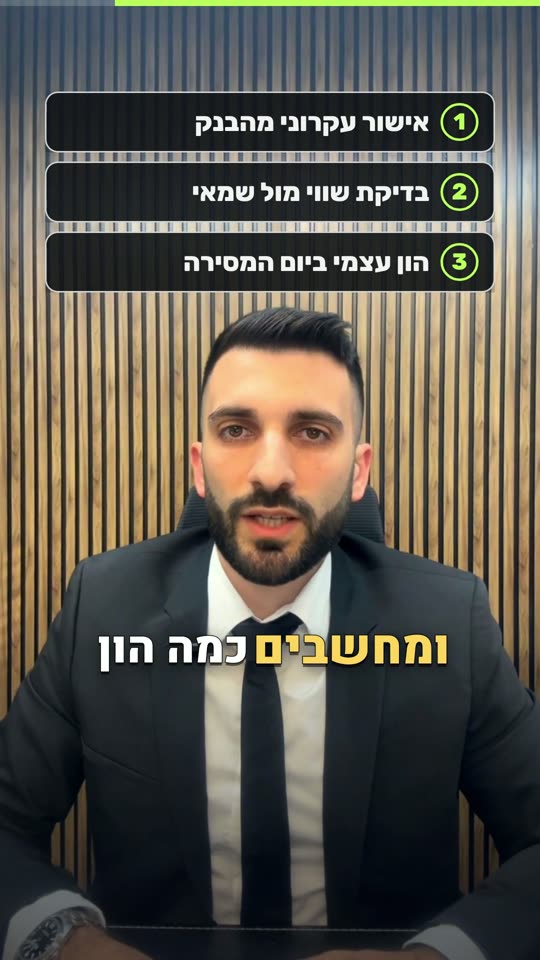 1 אישור עקרוני מהבנק
2 בדיקת שווי מול שמאי
3 הון עצמי ביום המסירה
ומחשבים כמה הון